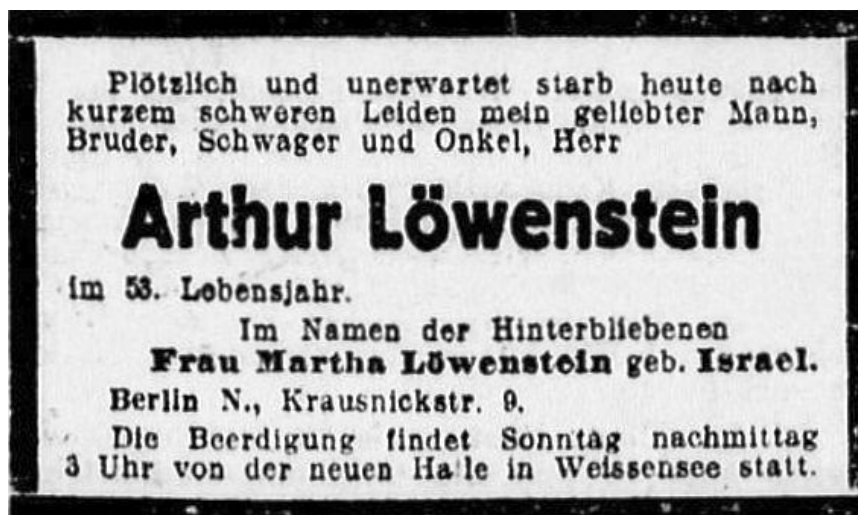 Plötzlich und unerwartet starb heute nach
kurzem schweren Leiden mein geliebter Mann,
Bruder, Schwager und Onkel, Herr
Arthur Löwenstein
im 53. Lebensjahr.
Im Namen der Hinterbliebenen
Frau Martha Löwenstein geb. Israel.
Berlin N., Krausnickstr. 9.
Die Beerdigung findet Sonntag nachmittag
3 Uhr von der neuen Halle in Weissensee statt.